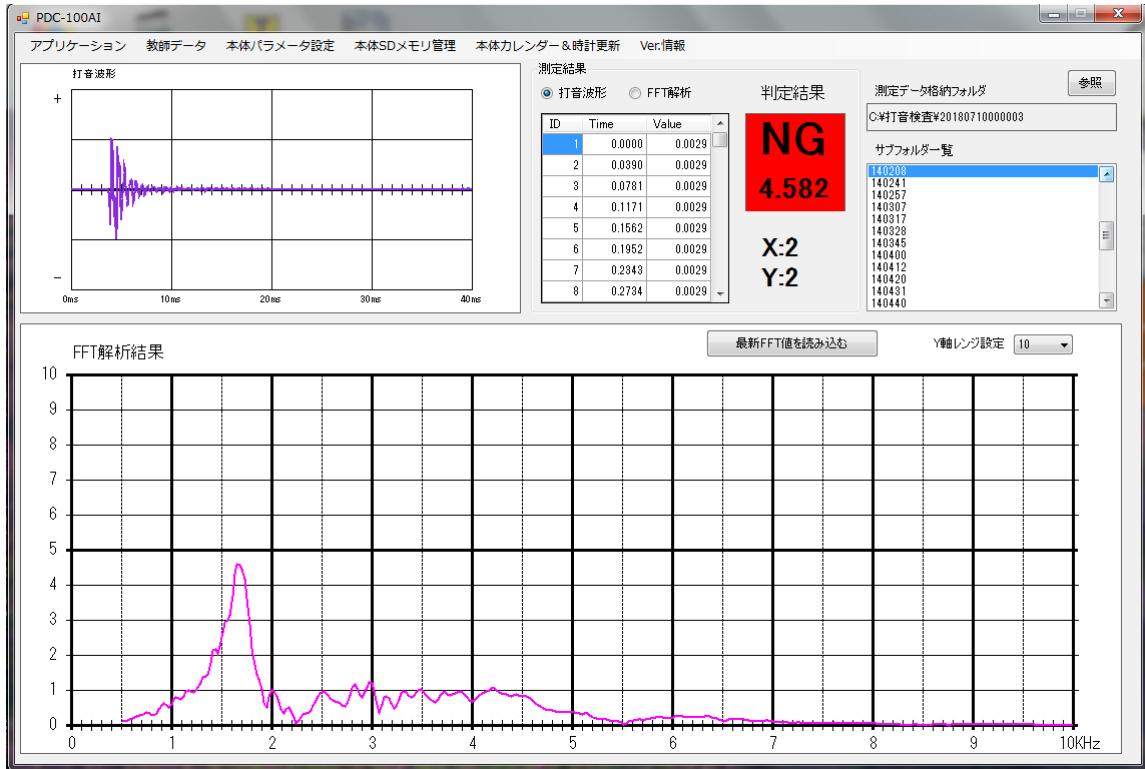 PDC-100AI
アプリケーション 教師データ 本体パラメータ設定 本体SDメモリ管理 本体カレンダー&時計更新 Ver.情報
打音波形
+
−
0ms 10ms 20ms 30ms 40ms
測定結果
打音波形 FFT解析
ID Time Value
1 0.0000 0.0029
2 0.0390 0.0029
3 0.0781 0.0029
4 0.1171 0.0029
5 0.1562 0.0029
6 0.1952 0.0029
7 0.2343 0.0029
8 0.2734 0.0029
判定結果
NG
4.582
X:2
Y:2
測定データ格納フォルダ
参照
C:¥打音検査¥20180710000003
サブフォルダ一覧
140208
140241
140257
140307
140317
140328
140345
140400
140412
140420
140431
140440
FFT解析結果
最新FFT値を読み込む
Y軸レンジ設定 10
10
9
8
7
6
5
4
3
2
1
0
0 1 2 3 4 5 6 7 8 9 10KHz